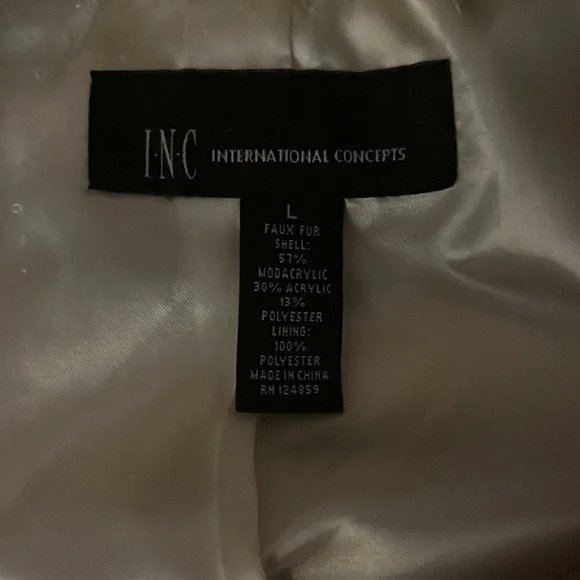 I·N·C INTERNATIONAL CONCEPTS
L
FAUX FUR
SHELL:
57%
MODACRYLIC
30% ACRYLIC
13%
POLYESTER
LINING:
100%
POLYESTER
MADE IN CHINA
RN 124859